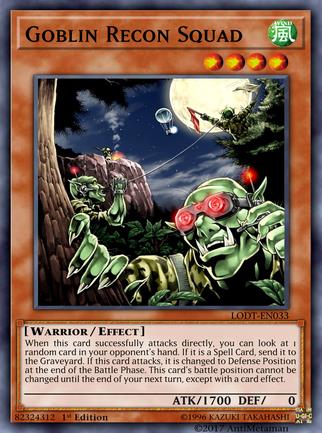 Goblin Recon Squad
WIND
風
LODT-EN033
[Warrior / Effect]
When this card successfully attacks directly, you can look at 1
random card in your opponent's hand. If it is a Spell Card, send it to
the Graveyard. If this card attacks, it is changed to Defense Position
at the end of the Battle Phase. This card's battle position cannot be
changed until the end of your next turn, except with a card effect.
ATK/1700 DEF/ 0
82324312 1st Edition ©1996 KAZUKI TAKAHASHI
©2017 AntiMetaman